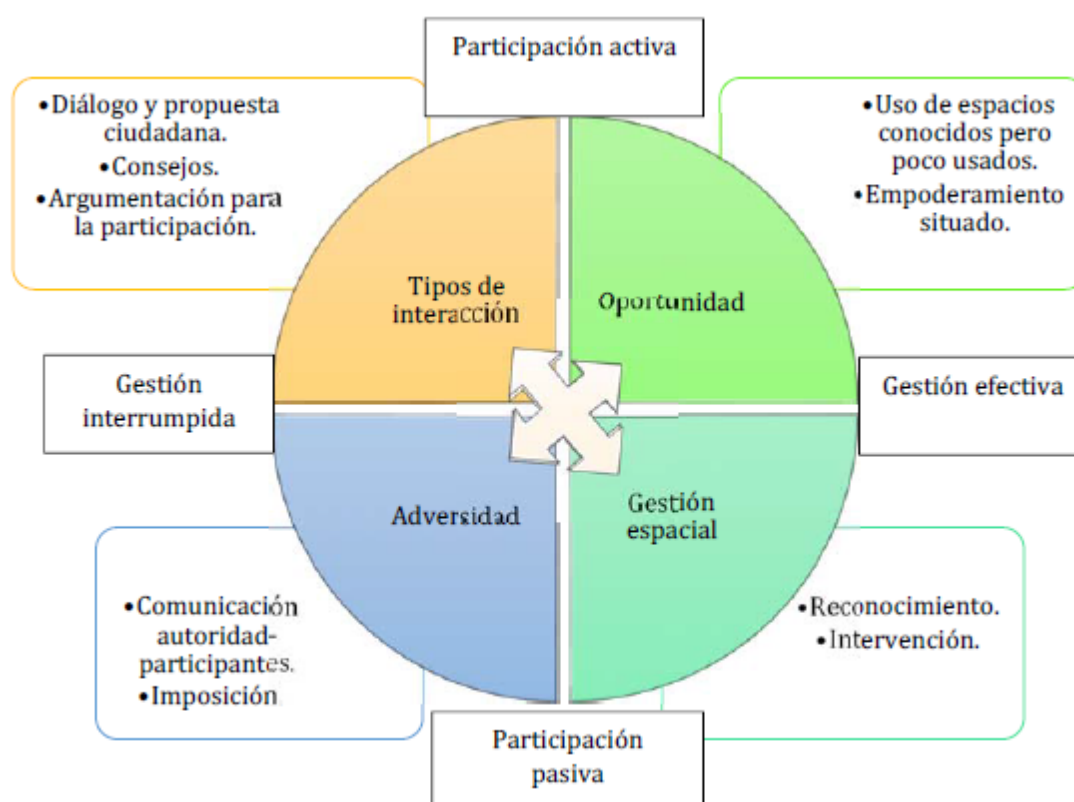 Participación activa
•Diálogo y propuesta
ciudadana.
•Consejos.
•Argumentación para
la participación.
•Uso de espacios
conocidos pero
poco usados.
•Empoderamiento
situado.
Tipos de
interacción
Oportunidad
Gestión
interrumpida
Gestión efectiva
Adversidad
Gestión
espacial
•Comunicación
autoridad-
participantes.
•Imposición
•Reconocimiento.
•Intervención.
Participación
pasiva